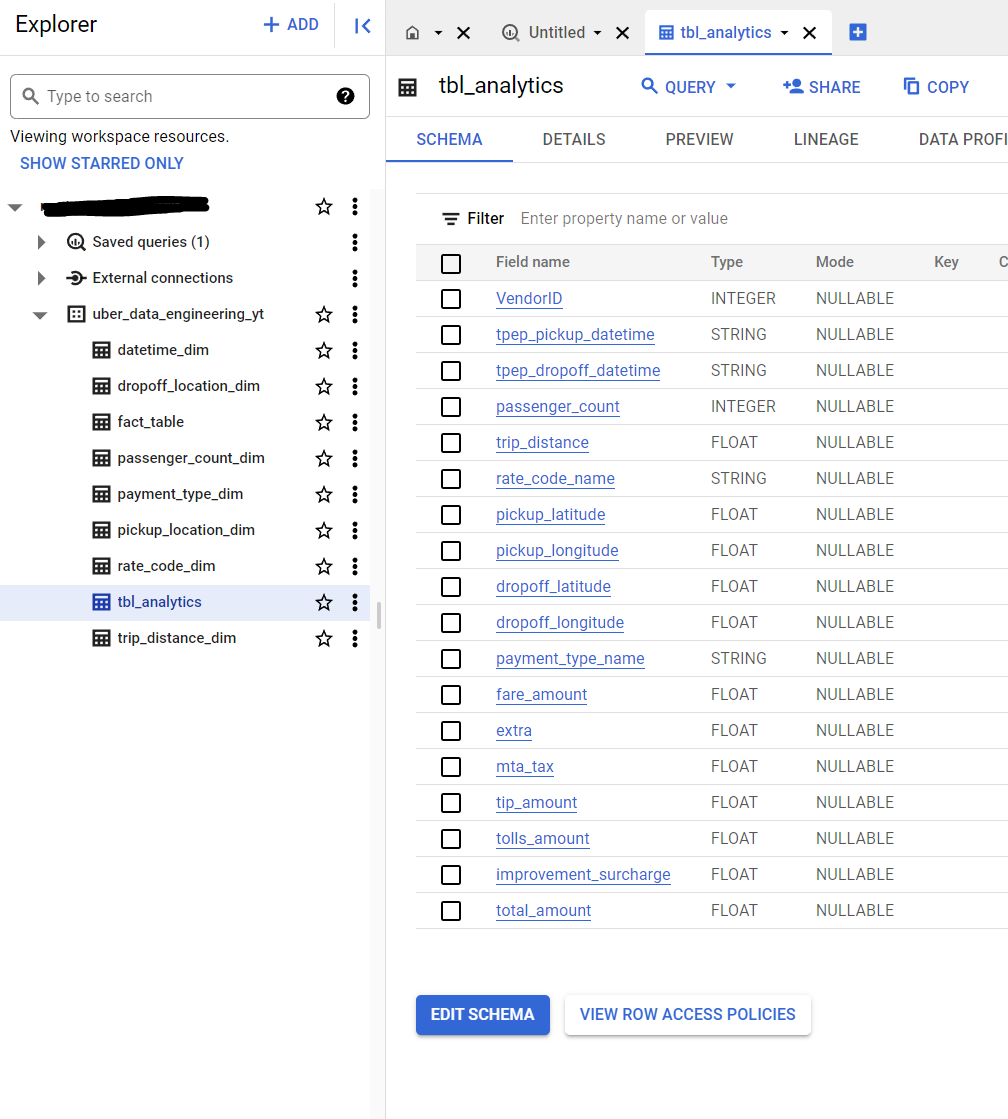 Explorer
ADD
Type to search
Viewing workspace resources.
SHOW STARRED ONLY
Saved queries (1)
External connections
uber_data_engineering_yt
datetime_dim
dropoff_location_dim
fact_table
passenger_count_dim
payment_type_dim
pickup_location_dim
rate_code_dim
tbl_analytics
trip_distance_dim
Untitled
tbl_analytics
tbl_analytics
QUERY
SHARE
COPY
SCHEMA DETAILS PREVIEW LINEAGE DATA PROFI
Filter Enter property name or value
Field name Type Mode Key C
VendorID INTEGER NULLABLE
tpep_pickup_datetime STRING NULLABLE
tpep_dropoff_datetime STRING NULLABLE
passenger_count INTEGER NULLABLE
trip_distance FLOAT NULLABLE
rate_code_name STRING NULLABLE
pickup_latitude FLOAT NULLABLE
pickup_longitude FLOAT NULLABLE
dropoff_latitude FLOAT NULLABLE
dropoff_longitude FLOAT NULLABLE
payment_type_name STRING NULLABLE
fare_amount FLOAT NULLABLE
extra FLOAT NULLABLE
mta_tax FLOAT NULLABLE
tip_amount FLOAT NULLABLE
tolls_amount FLOAT NULLABLE
improvement_surcharge FLOAT NULLABLE
total_amount FLOAT NULLABLE
EDIT SCHEMA VIEW ROW ACCESS POLICIES